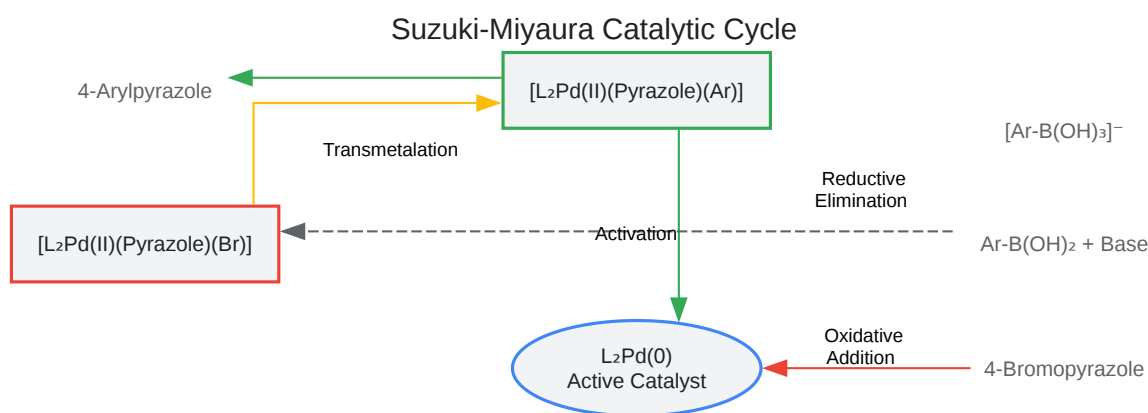 Suzuki-Miyaura Catalytic Cycle
4-Arylpyrazole
[L₂Pd(II)(Pyrazole)(Ar)]
[Ar-B(OH)₃]⁻
Transmetalation
Reductive
Elimination
[L₂Pd(II)(Pyrazole)(Br)]
Activation
Ar-B(OH)₂ + Base
L₂Pd(0)
Active Catalyst
Oxidative
Addition
4-Bromopyrazole